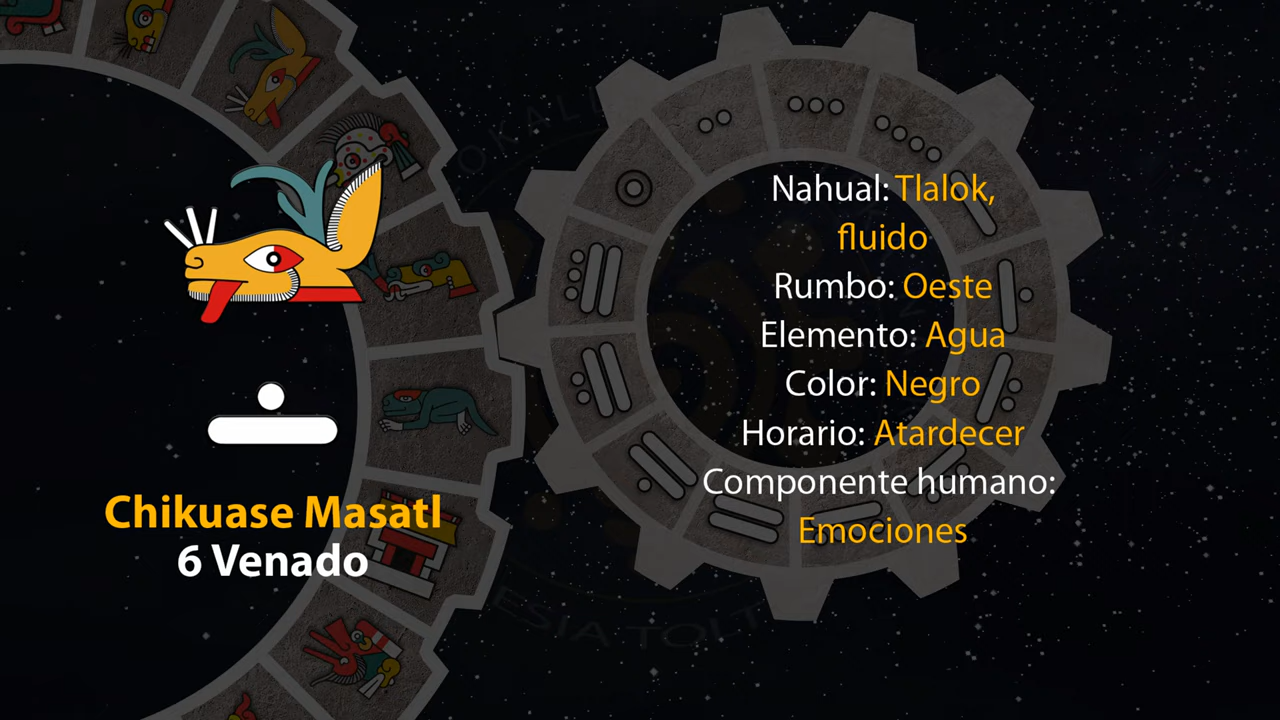 Chikuase Masatl
6 Venado
Nahual: Tlalok,
fluido
Rumbo: Oeste
Elemento: Agua
Color: Negro
Horario: Atardecer
Componente humano:
Emociones